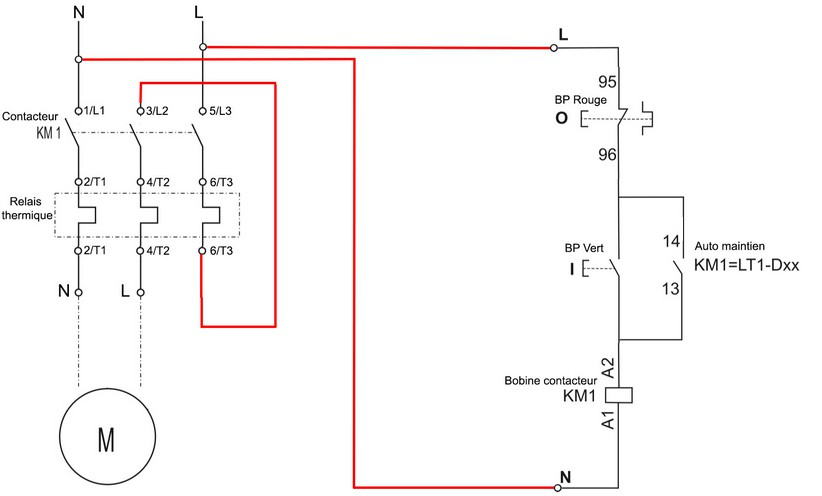 N
L
L
1/L1
3/L2
5/L3
Contacteur
KM 1
2/T1
4/T2
6/T3
Relais
thermique
2/T1
4/T2
6/T3
N
L
M
95
BP Rouge
O
96
BP Vert
I
14
13
Auto maintien
KM1=LT1-Dxx
A2
Bobine contacteur
KM1
A1
N